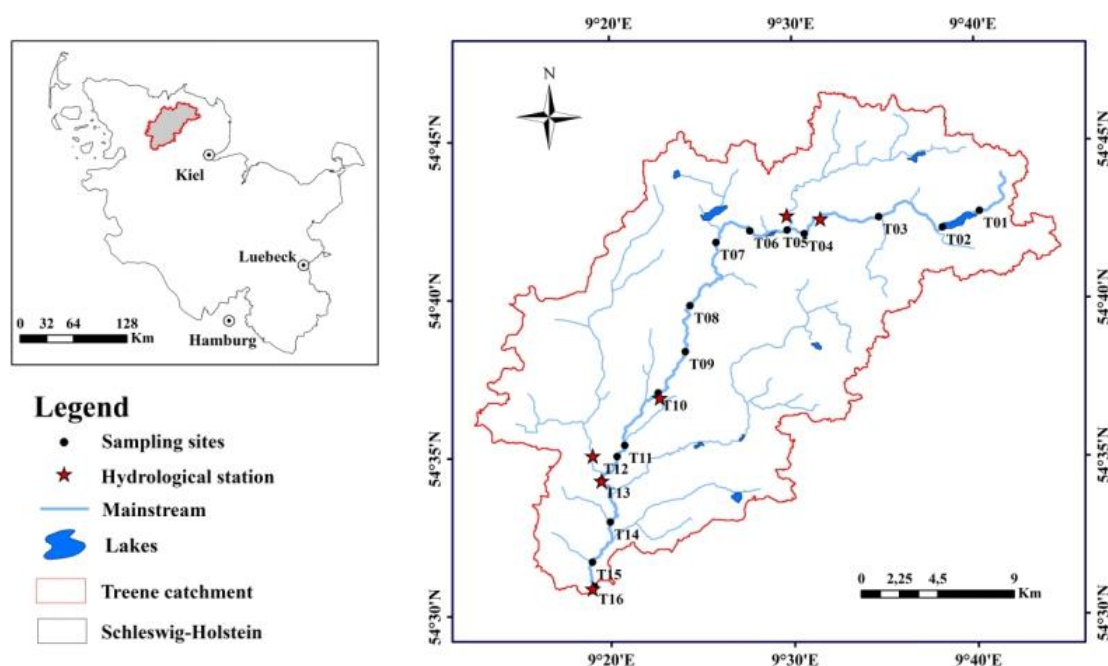 Kiel
Luebeck
Hamburg
0 32 64 128
Km
Legend
Sampling sites
Hydrological station
Mainstream
Lakes
Treene catchment
Schleswig-Holstein
9°20'E 9°30'E 9°40'E
N
54°45'N 54°45'N
T01
T02
T03
T04
T05
T06
T07
54°40'N 54°40'N
T08
T09
T10
T11
54°35'N 54°35'N
T12
T13
T14
T15
T16
0 2,25 4,5 9
Km
54°30'N 54°30'N
9°20'E 9°30'E 9°40'E